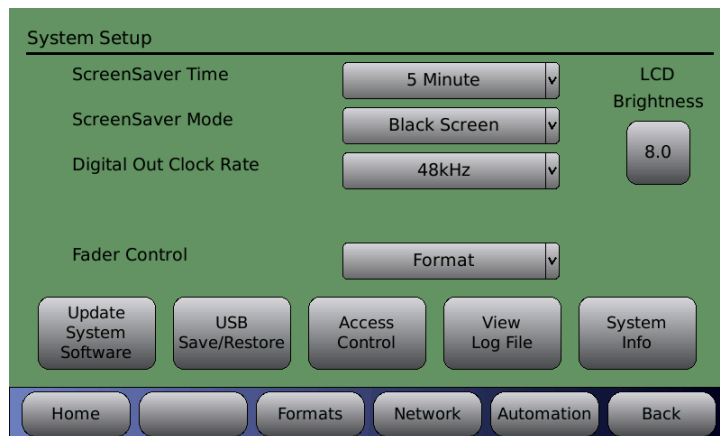 System Setup
ScreenSaver Time
5 Minute
LCD
Brightness
ScreenSaver Mode
Black Screen
8.0
Digital Out Clock Rate
48kHz
Fader Control
Format
Update
System
Software
USB
Save/Restore
Access
Control
View
Log File
System
Info
Home
Formats
Network
Automation
Back